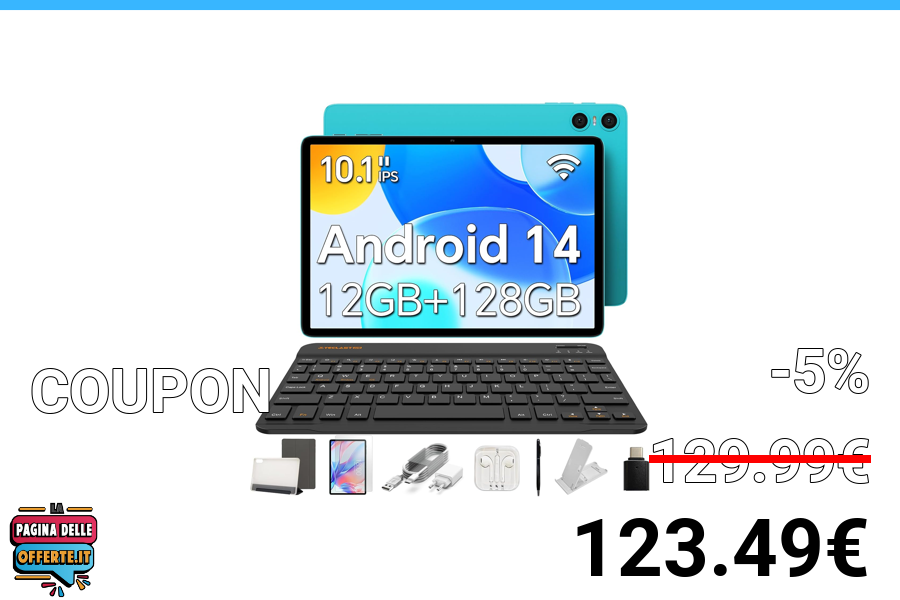 10.1"
IPS
Android 14
12GB+128GB
COUPON
-5%
129.99€
123.49€
LA
PAGINA DELLE
OFFERTE.IT